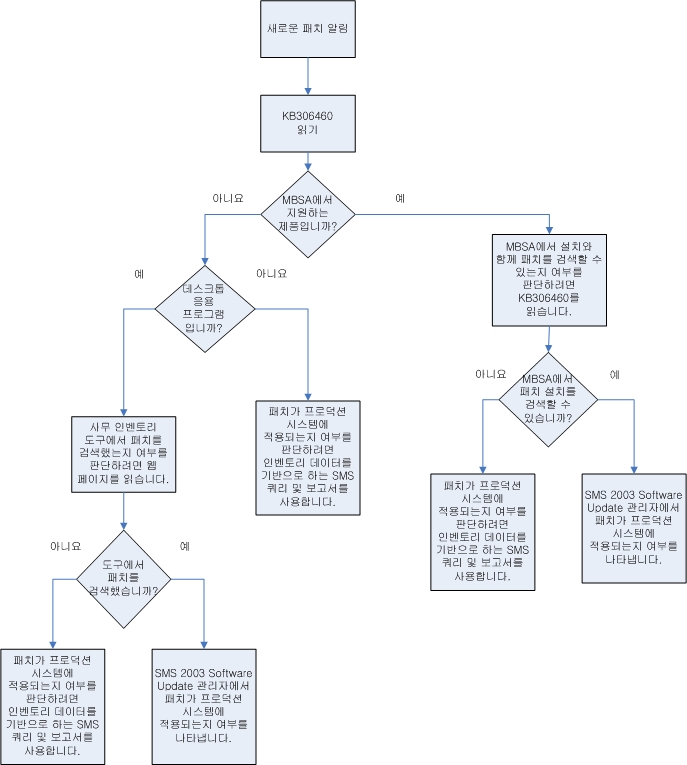 새로운 패치 알림
KB306460
읽기
MBSA에서
지원하는
제품입니까?
아니요
예
MBSA에서 설치와
함께 패치를 검색할 수
있는지 여부를
판단하려면
KB306460를
읽습니다.
예
아니요
데스크톱
응용
프로그램
입니까?
MBSA에서
패치 설치를
검색할 수
있습니까?
아니요
예
사무 인벤토리
도구에서 패치를
검색했는지 여부를
판단하려면 웹
페이지를 읽습니다.
패치가 프로덕션
시스템에
적용되는지 여부를
판단하려면
인벤토리 데이터를
기반으로 하는 SMS
쿼리 및 보고서를
사용합니다.
패치가 프로덕션
시스템에
적용되는지 여부를
판단하려면
인벤토리 데이터를
기반으로 하는 SMS
쿼리 및 보고서를
사용합니다.
SMS 2003 Software
Update 관리자에서
패치가 프로덕션
시스템에
적용되는지 여부를
나타냅니다.
아니요
예
도구에서
패치를
검색했습니까?
패치가 프로덕션
시스템에
적용되는지 여부를
판단하려면
인벤토리 데이터를
기반으로 하는 SMS
쿼리 및 보고서를
사용합니다.
SMS 2003 Software
Update 관리자에서
패치가 프로덕션
시스템에
적용되는지 여부를
나타냅니다.